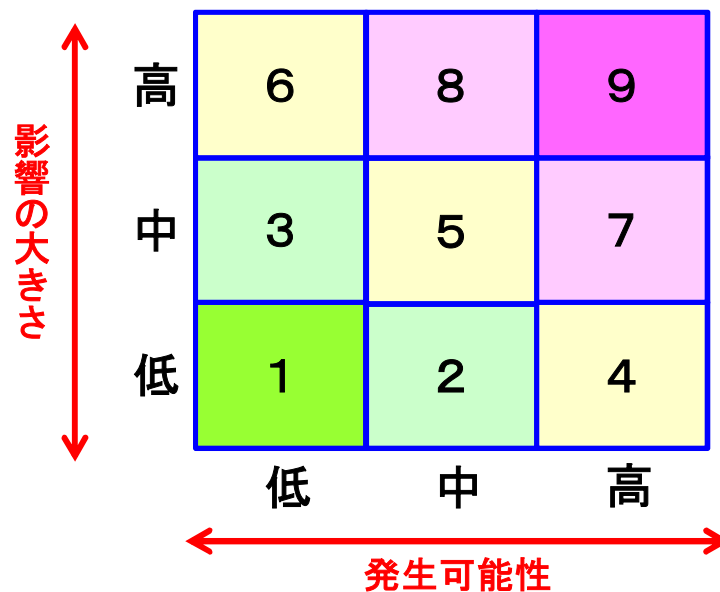 影響の大きさ
高 6 8 9
中 3 5 7
低 1 2 4
低 中 高
発生可能性